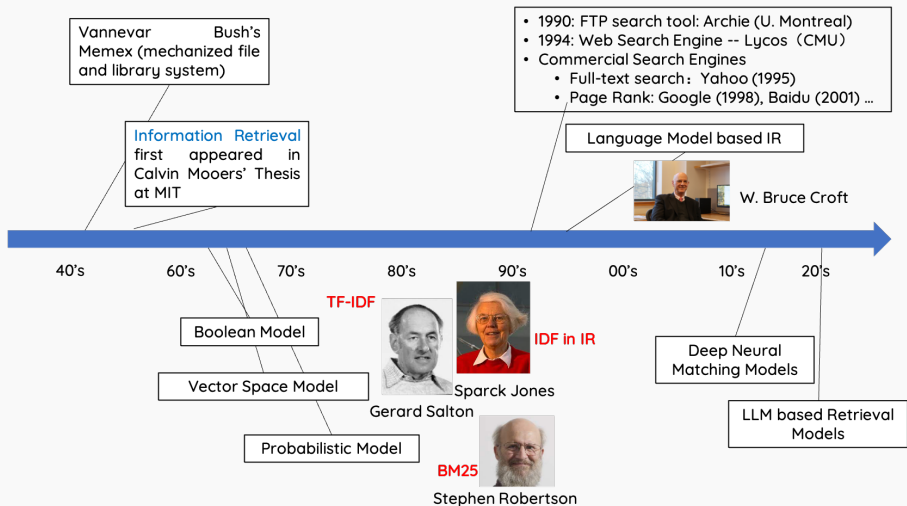 Vannevar Bush's
Memex (mechanized file
and library system)
Information Retrieval
first appeared in
Calvin Mooers' Thesis
at MIT
• 1990: FTP search tool: Archie (U. Montreal)
• 1994: Web Search Engine -- Lycos（CMU）
• Commercial Search Engines
• Full-text search：Yahoo (1995)
• Page Rank: Google (1998), Baidu (2001) …
Language Model based IR
W. Bruce Croft
40's 60's 70's 80's 90's 00's 10's 20's
TF-IDF
IDF in IR
Boolean Model
Vector Space Model
Probabilistic Model
Sparck Jones
Gerard Salton
BM25
Stephen Robertson
Deep Neural
Matching Models
LLM based Retrieval
Models